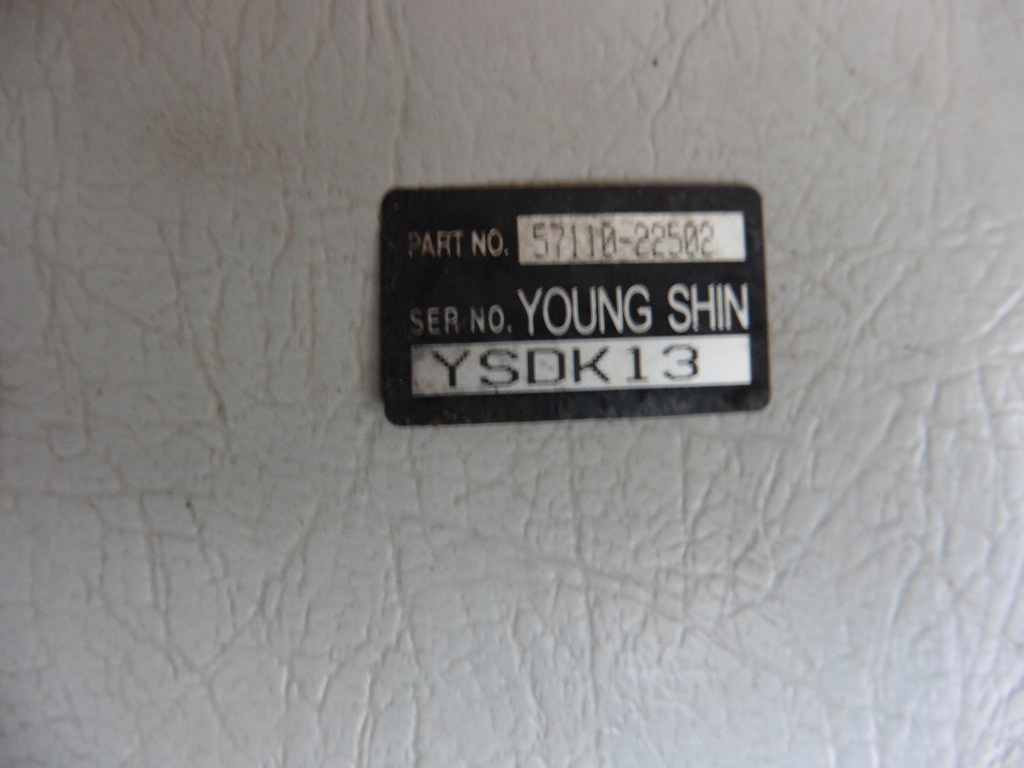 PART NO. 57110-22502
SER NO. YOUNG SHIN
YSDK13